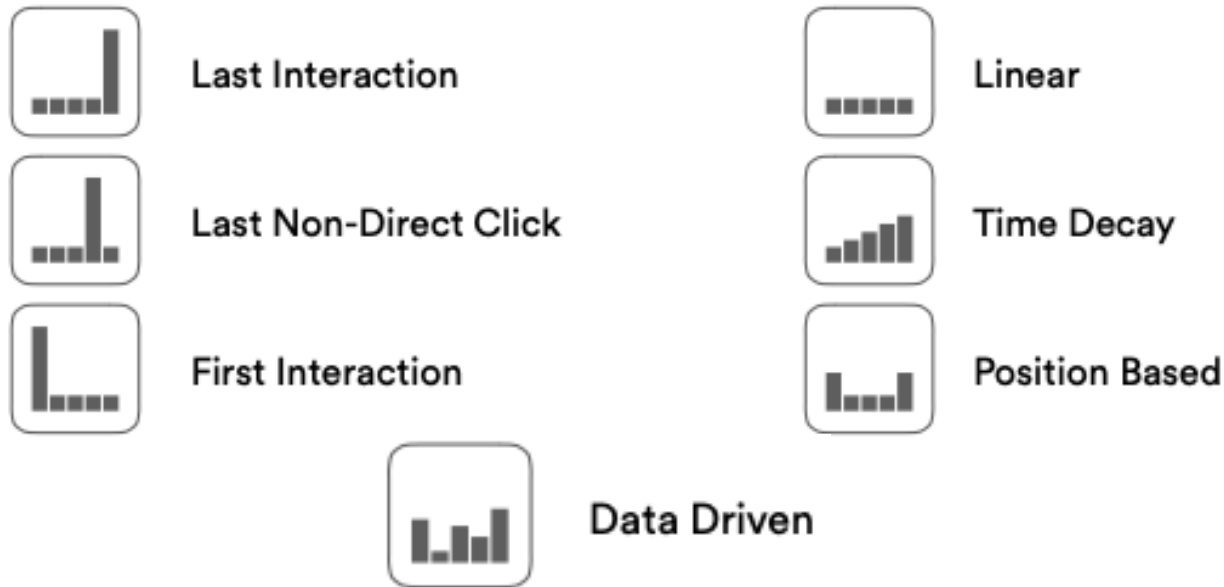 Last Interaction
Linear
Last Non-Direct Click
Time Decay
First Interaction
Position Based
Data Driven